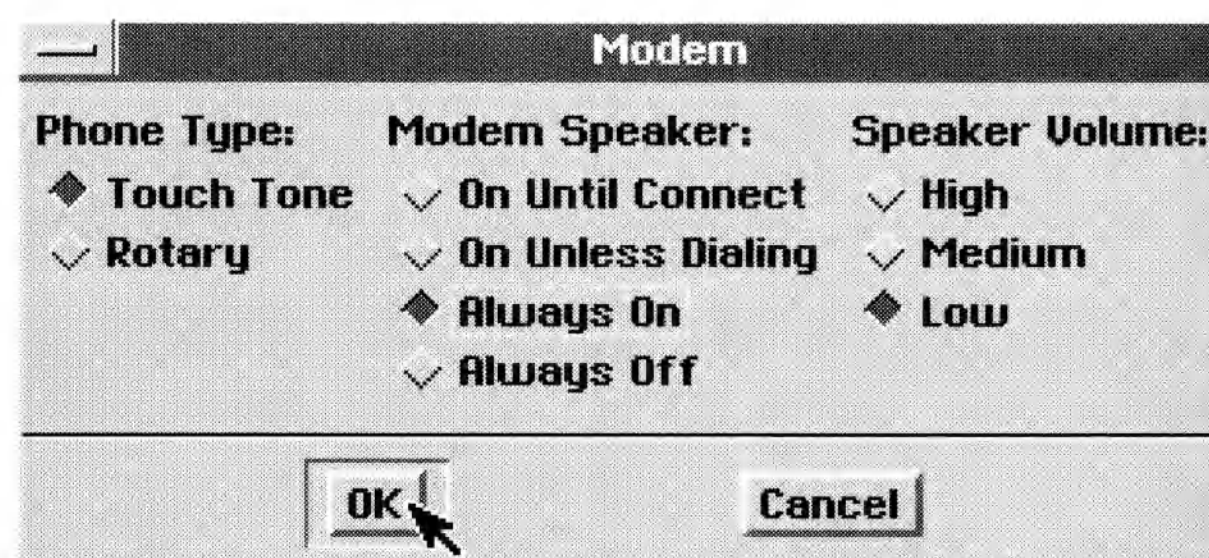 Modem
Phone Type:
Touch Tone
Rotary
Modem Speaker:
On Until Connect
On Unless Dialing
Always On
Always Off
Speaker Volume:
High
Medium
Low
OK
Cancel